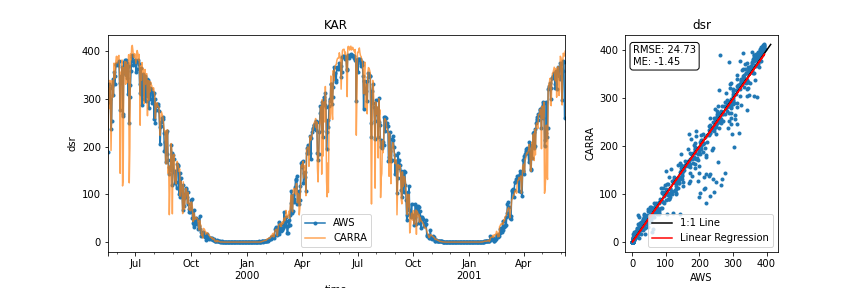 KAR
dsr
400
300
200
100
0
dsr
Jul
Oct
Jan
2000
Apr
Jul
Oct
Jan
2001
Apr
time
AWS
CARRA
dsr
400
300
200
100
0
CARRA
RMSE: 24.73
ME: -1.45
1:1 Line
Linear Regression
0
100
200
300
400
AWS